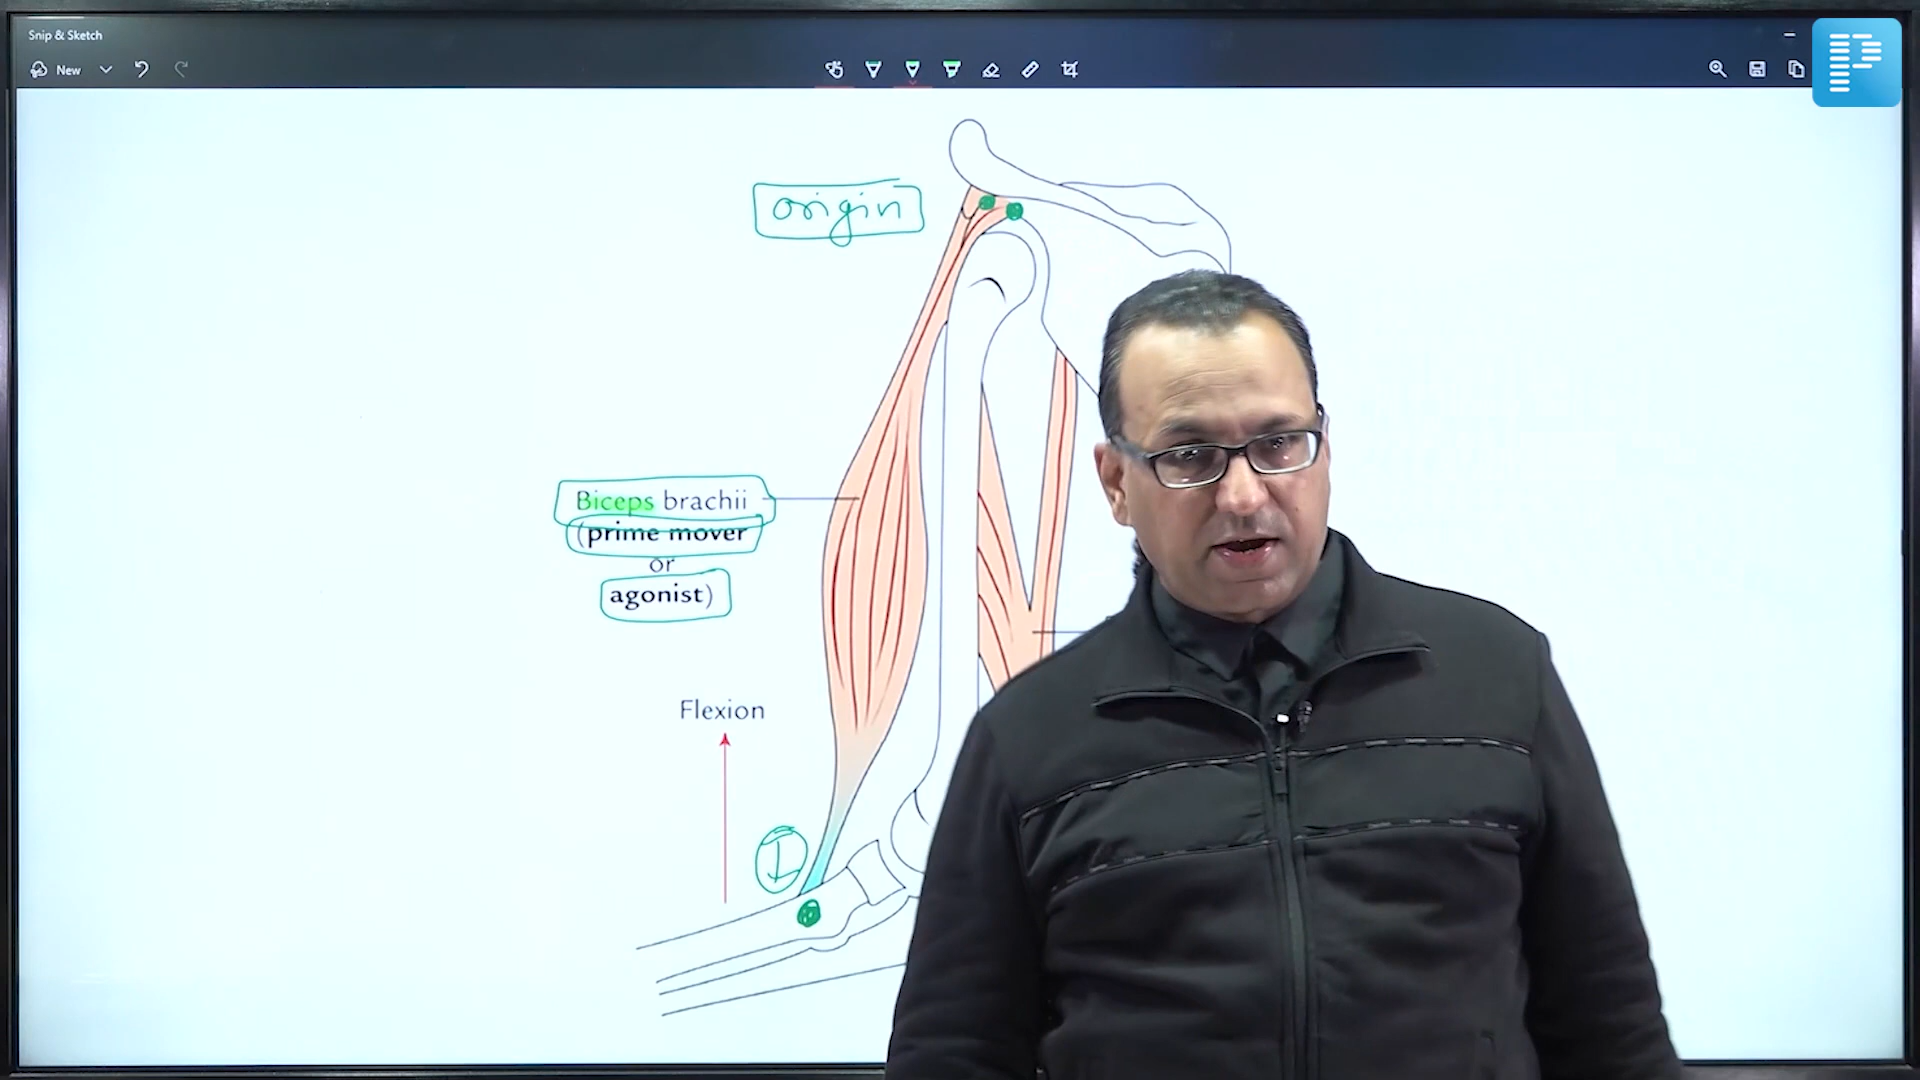 Snip & Sketch
New
origin
Biceps brachii
(prime mover
or
agonist)
Flexion
I